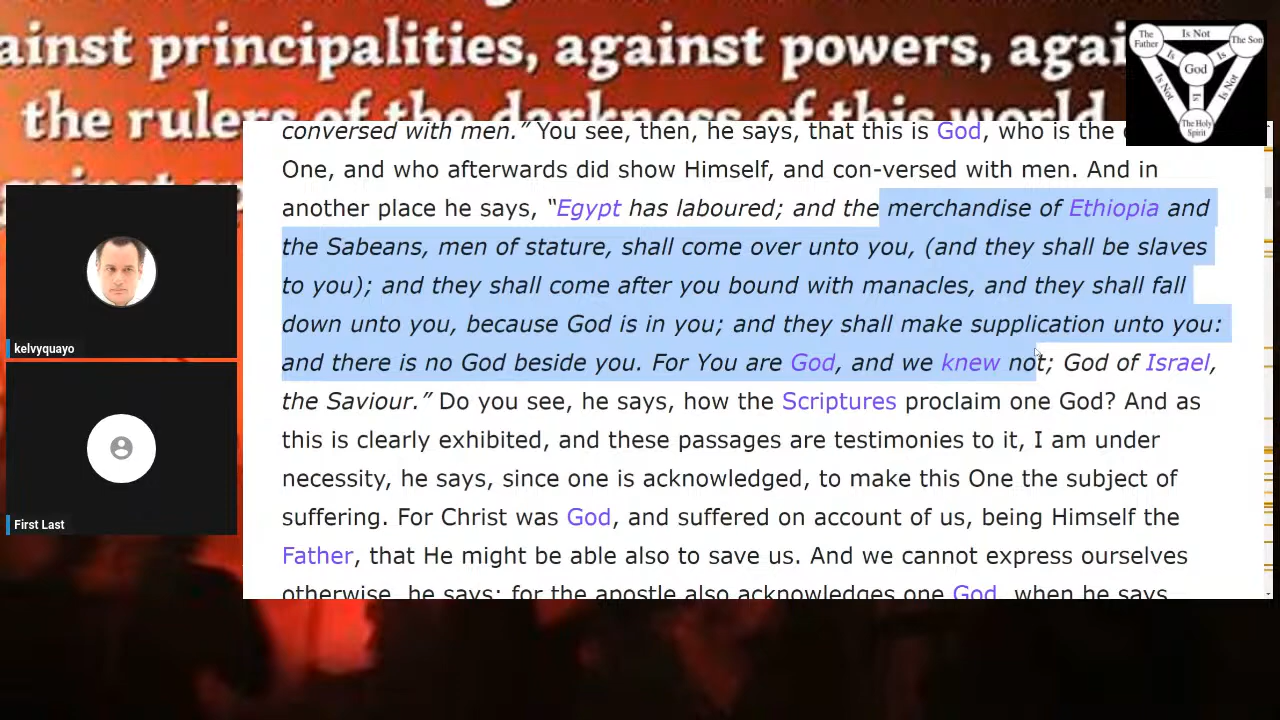 ainst principalities, against powers, agai
the rulers of the darkness of this world
The Father
Is Not
The Son
Is
Is
God
Is Not
Is
Is Not
The Holy Spirit
conversed with men.” You see, then, he says, that this is God, who is the
One, and who afterwards did show Himself, and con-versed with men. And in
another place he says, “Egypt has laboured; and the merchandise of Ethiopia and
the Sabeans, men of stature, shall come over unto you, (and they shall be slaves
to you); and they shall come after you bound with manacles, and they shall fall
down unto you, because God is in you; and they shall make supplication unto you:
and there is no God beside you. For You are God, and we knew not; God of Israel,
the Saviour.” Do you see, he says, how the Scriptures proclaim one God? And as
this is clearly exhibited, and these passages are testimonies to it, I am under
necessity, he says, since one is acknowledged, to make this One the subject of
suffering. For Christ was God, and suffered on account of us, being Himself the
Father, that He might be able also to save us. And we cannot express ourselves
otherwise, he says; for the apostle also acknowledges one God, when he says,
kelvyquayo
First Last